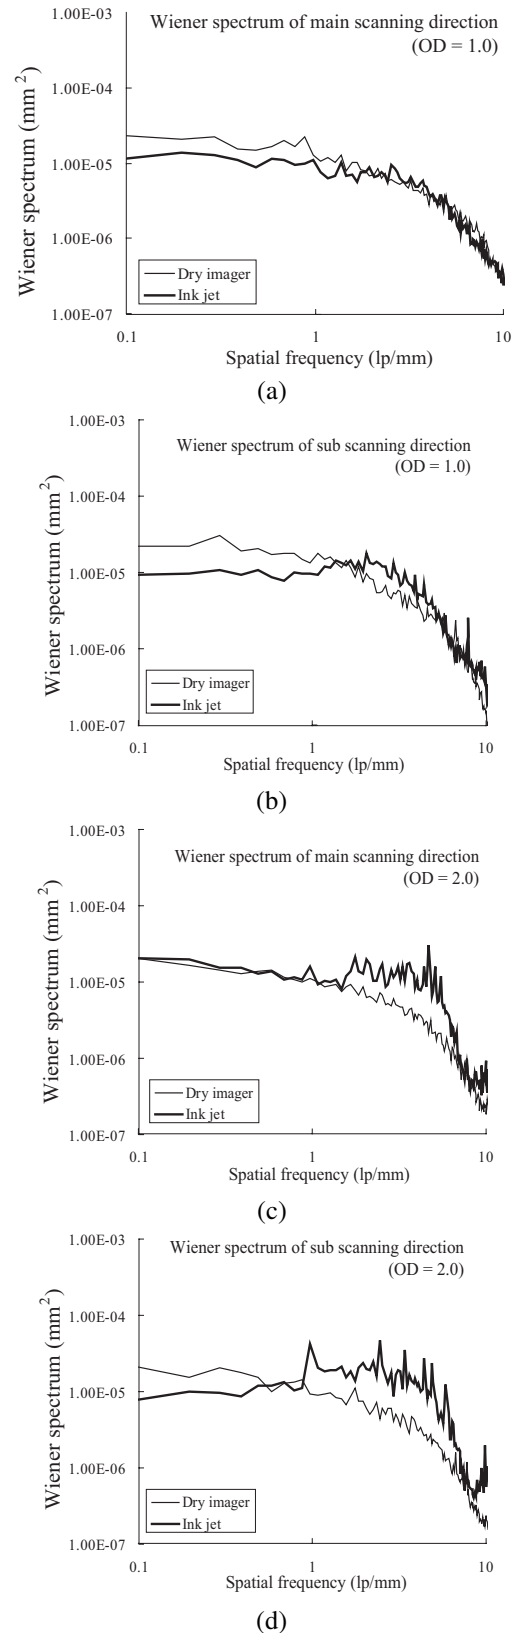 1.00E-03
Wiener spectrum of main scanning direction
(OD = 1.0)
1.00E-04
1.00E-05
1.00E-06
1.00E-07
Wiener spectrum (mm2)
Dry imager
Ink jet
0.1 1 10
Spatial frequency (lp/mm)
(a)
1.00E-03
Wiener spectrum of sub scanning direction
(OD = 1.0)
1.00E-04
1.00E-05
1.00E-06
1.00E-07
Wiener spectrum (mm2)
Dry imager
Ink jet
0.1 1 10
Spatial frequency (lp/mm)
(b)
1.00E-03
Wiener spectrum of main scanning direction
(OD = 2.0)
1.00E-04
1.00E-05
1.00E-06
1.00E-07
Wiener spectrum (mm2)
Dry imager
Ink jet
0.1 1 10
Spatial frequency (lp/mm)
(c)
1.00E-03
Wiener spectrum of sub scanning direction
(OD = 2.0)
1.00E-04
1.00E-05
1.00E-06
1.00E-07
Wiener spectrum (mm2)
Dry imager
Ink jet
0.1 1 10
Spatial frequency (lp/mm)
(d)